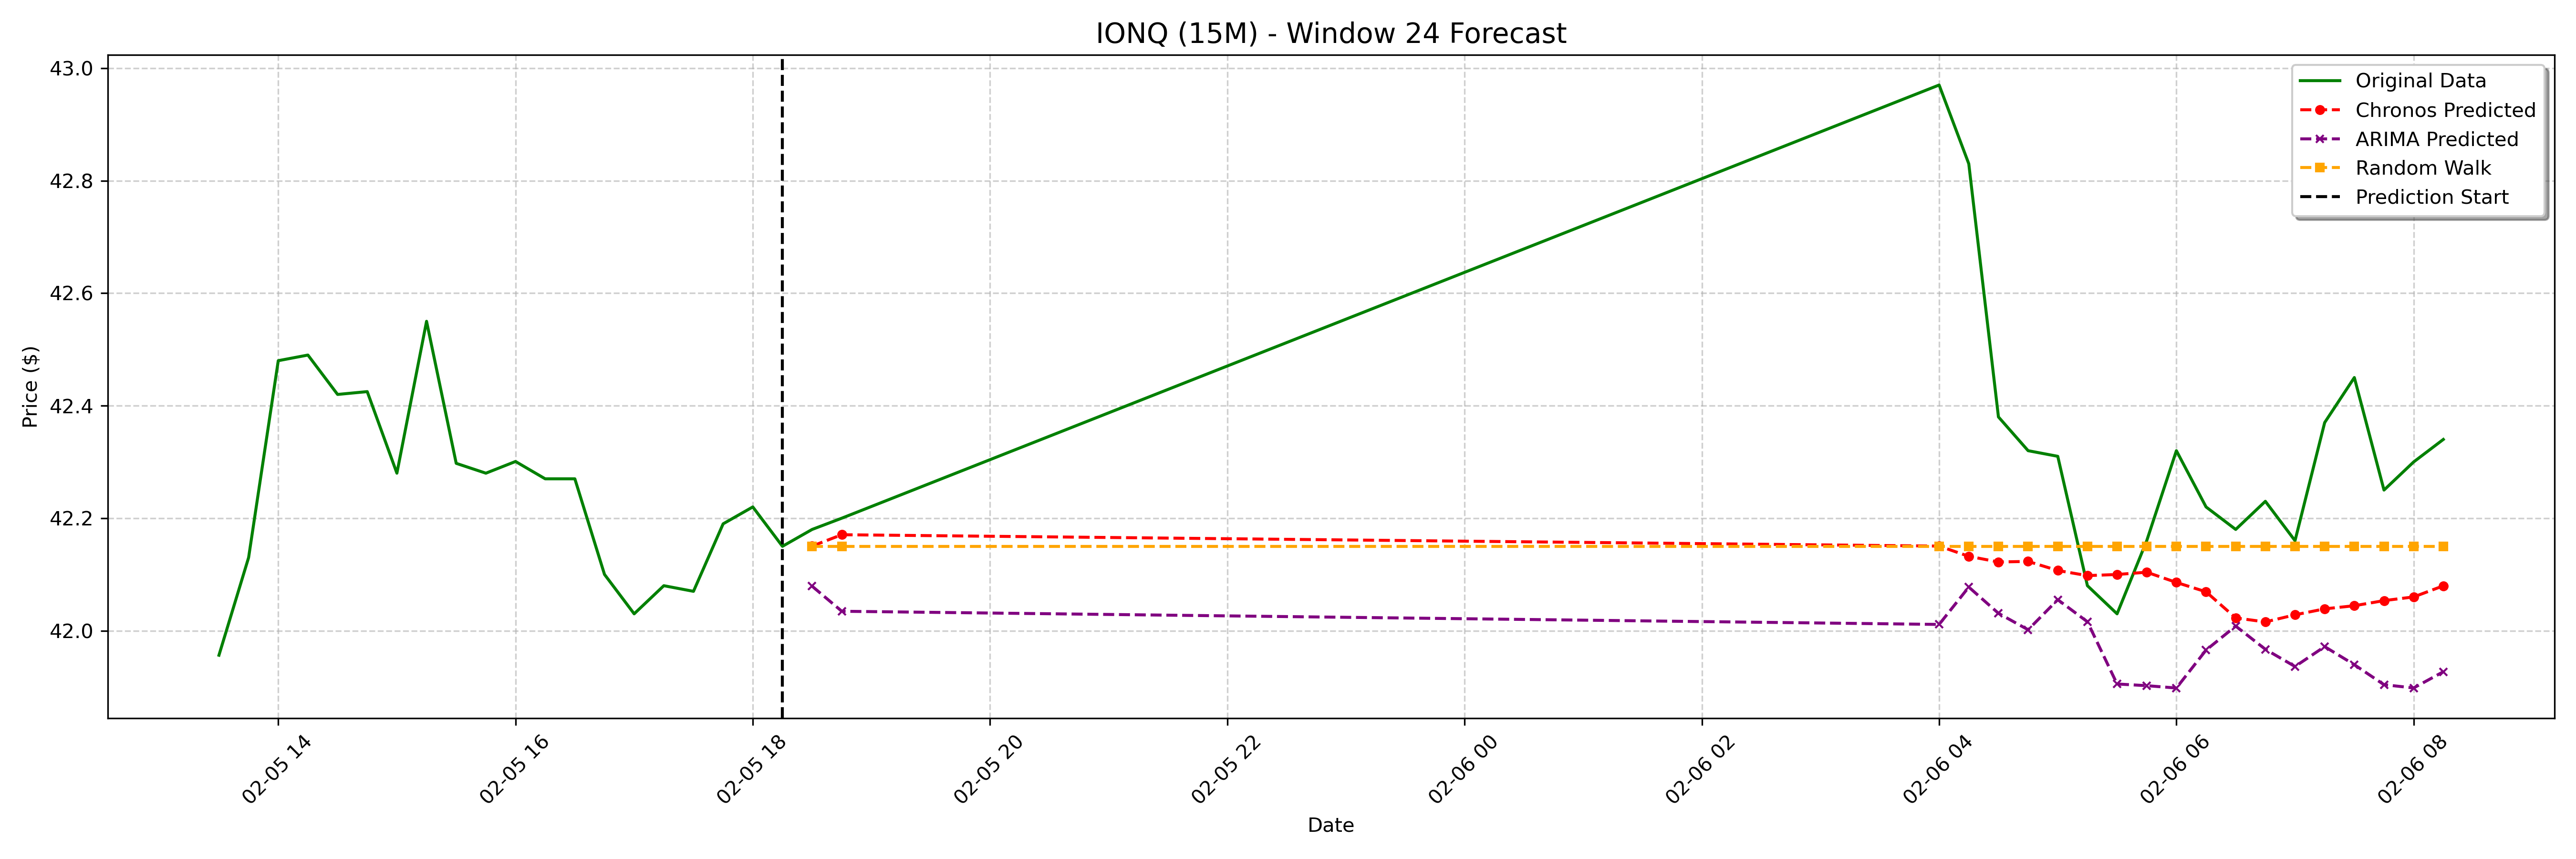 IONQ (15M) - Window 24 Forecast
43.0
42.8
42.6
42.4
42.2
42.0
Price ($)
Original Data
Chronos Predicted
ARIMA Predicted
Random Walk
Prediction Start
02-05 14
02-05 16
02-05 18
02-05 20
02-05 22
02-06 00
02-06 02
02-06 04
02-06 06
02-06 08
Date